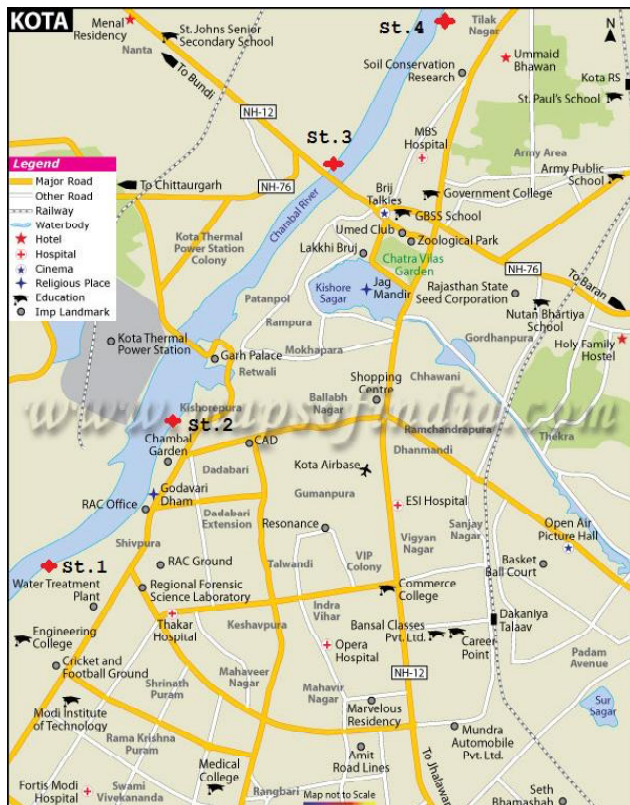 KOTA
Menal
Residency
St.Johns Senior
Secondary School
Nanta
To Bundi
NH-12
St.4
Tilak
Nagar
N
Soil Conservation
Research
Ummaid
Bhawan
Kota RS
St. Paul's School
MBS
Hospital
Army Area
St.3
Army Public
School
Legend
Major Road
Other Road
Railway
Waterbody
Hotel
Hospital
Cinema
Religious Place
Education
Imp Landmark
To Chittaurgarh
NH-76
Chambal River
Brij
Talkies
Government College
GBSS School
Umed Club
Zoological Park
Kota Thermal
Power Station
Colony
Lakkhi Bruj
Chatra Vilas
Garden
NH-76
To Baran
Kishore
Sagar
Jag
Mandir
Rajasthan State
Seed Corporation
Nutan Bhartiya
School
Patanpol
Rampura
Gordhanpura
Holy Family
Hostel
Kota Thermal
Power Station
Garh Palace
Mokhapara
Retwali
Shopping
Centre
Chhawani
Kishorepura
Ballabh
Nagar
www.mapsofindia.com
St.2
Ramchandrapura
Thekra
Chambal
Garden
CAD
Dhanmandi
Dadabari
Kota Airbase
Godavari
Dham
Gumanpura
ESI Hospital
RAC Office
Dadabari
Extension
Resonance
Sanjay
Nagar
Open Air
Picture Hall
Shivpura
Vigyan
Nagar
St.1
RAC Ground
Talwandi
VIP
Colony
Basket
Ball Court
Water Treatment
Plant
Regional Forensic
Science Laboratory
Commerce
College
Indra
Vihar
Thakar
Hospital
Keshavpura
Bansal Classes
Pvt. Ltd.
Career
Point
Dakaniya
Talaav
Engineering
College
Opera
Hospital
Padam
Avenue
Cricket and
Football Ground
Mahaveer
Nagar
NH-12
Shrinath
Puram
Mahavir
Nagar
Sur
Sagar
Modi Institute
of Technology
Marvelous
Residency
Mundra
Automobile
Pvt. Ltd.
Rama Krishna
Puram
Amit
Road Lines
To Jhalawar
Medical
College
Fortis Modi
Hospital
Swami
Vivekananda
Rangbari
Map not to Scale
Seth
Bhamashah